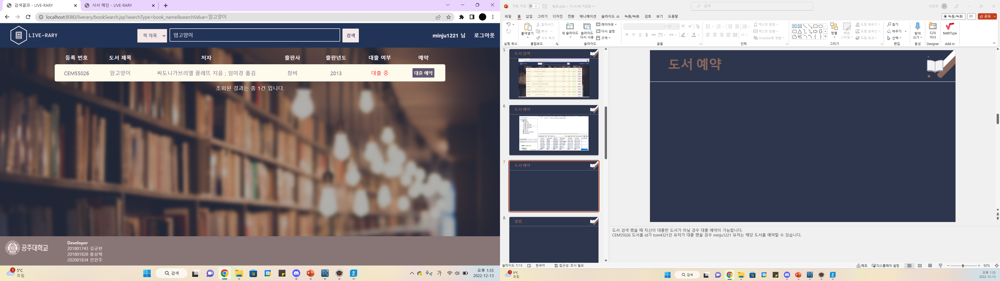 검색결과 - LIVE-RARY
사서 메인 - LIVE-RARY
localhost:8080/liverary/bookSearch.jsp?searchType=book_name&searchValue=암고양이
LIVE-RARY
책 제목
암고양이
검색
minju1221 님
로그아웃
등록 번호 도서 제목 저자 출판사 출판년도 대출 여부 예약
CEM55026 암고양이 씨도니가브리엘 꼴레뜨 지음 ; 임미경 옮김 창비 2013 대출 중 대출 예약
조회된 결과는 총 1건 입니다.
공주대학교
Developer
201801743 김규빈
201801828 홍상혁
202001834 진민주
1
5°C
흐림
검색
가
오후 1:35
2022-12-13
자동 저장 끔 발표.pptx • 이 PC에 저장됨
검색
진민주
파일 홈 삽입 그리기 디자인 전환 애니메이션 슬라이드 쇼 녹음/녹화 검토 보기 도움말
녹음/녹화
공유
붙여넣기
잘라내기
복사
서식 복사
새 슬라이드
슬라이드 다시 사용
레이아웃
다시 설정
구역
13
텍스트 방향
텍스트 맞춤
SmartArt로 변환
정렬
빠른 스타일
도형 채우기
도형 윤곽선
도형 효과
찾기
바꾸기
선택
받아 쓰기
디자 이너
MathType
실행 취소 클립보드 슬라이드 글꼴 단락 그리기 편집 음성 Designer Add-in
5
도서 검색
6
도서 예약
7
도서 예약
8
알람
도서 예약
도서 검색 했을 때 자신이 대출한 도서가 아닐 경우 대출 예약이 가능합니다.
CEM55026 도서를 id가 tom4321인 유저가 대출 했을 경우 minju1221 유저는 해당 도서를 예약할 수 있습니다.
슬라이드 7/15 한국어 접근성: 조사 필요
메모 디스플레이 설정 92%
1
5°C
흐림
검색
오후 1:35
2022-12-13